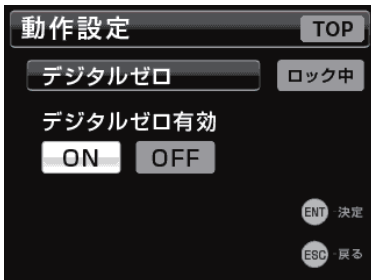 動作設定 TOP
デジタルゼロ ロック中
デジタルゼロ有効
ON OFF
ENT 決定
ESC 戻る